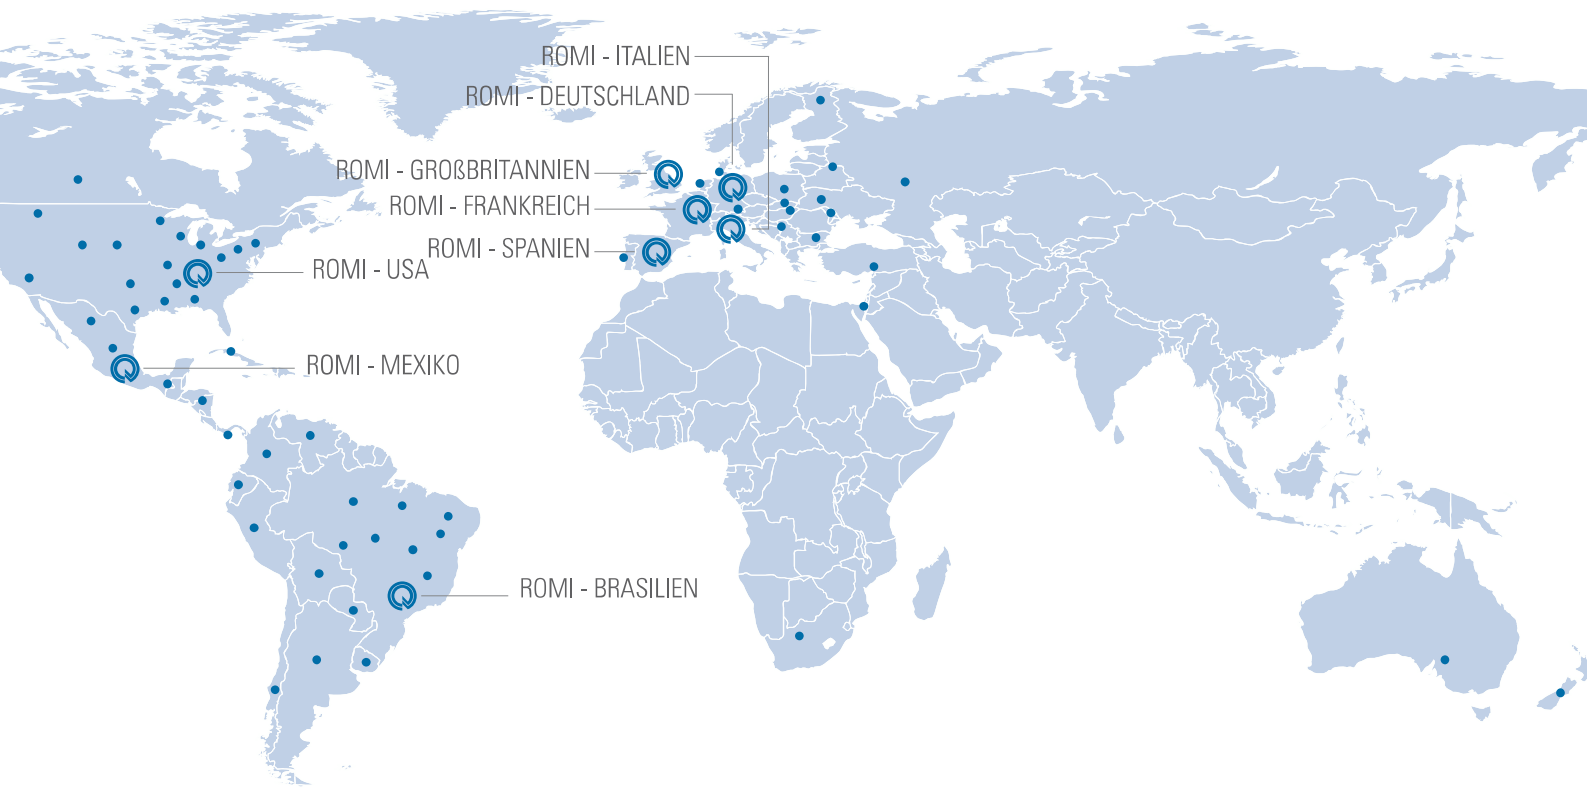 ROMI - ITALIEN
ROMI - DEUTSCHLAND
ROMI - GROßBRITANNIEN
ROMI - FRANKREICH
ROMI - SPANIEN
ROMI - USA
ROMI - MEXIKO
ROMI - BRASILIEN